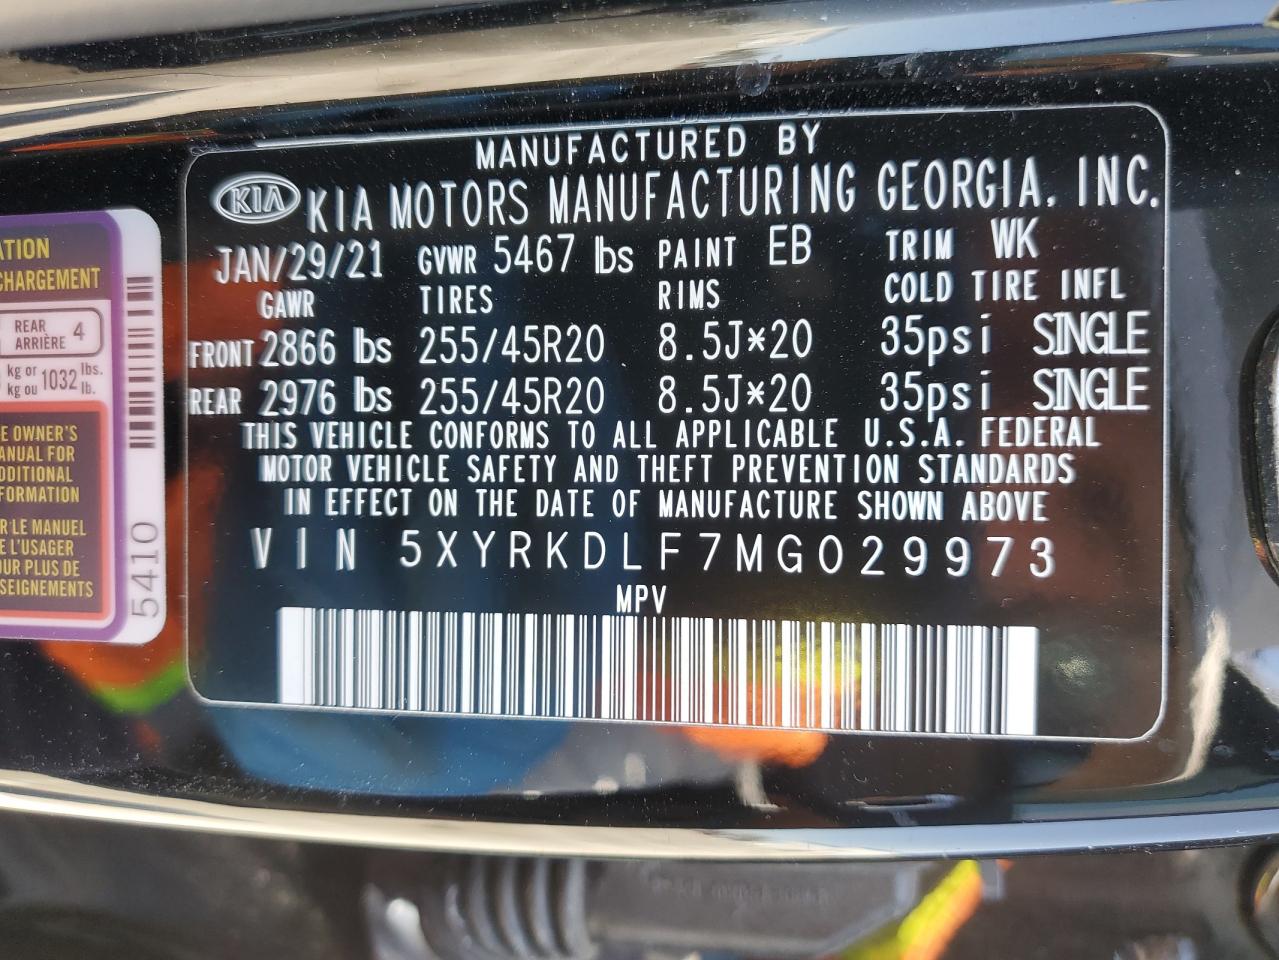 MANUFACTURED BY
KIA KIA MOTORS MANUFACTURING GEORGIA, INC.
JAN/29/21 GVWR 5467 lbs PAINT EB TRIM WK
GAWR TIRES RIMS COLD TIRE INFL
FRONT 2866 lbs 255/45R20 8.5J*20 35psi SINGLE
REAR 2976 lbs 255/45R20 8.5J*20 35psi SINGLE
THIS VEHICLE CONFORMS TO ALL APPLICABLE U.S.A. FEDERAL
MOTOR VEHICLE SAFETY AND THEFT PREVENTION STANDARDS
IN EFFECT ON THE DATE OF MANUFACTURE SHOWN ABOVE
VIN 5XYRKDLF7MG029973
MPV
ATION
CHARGEMENT
REAR
ARRIÈRE 4
kg or
kg ou 1032 lbs.
lb.
E OWNER'S
ANUAL FOR
DDITIONAL
FORMATION
R LE MANUEL
E L'USAGER
OUR PLUS DE
SEIGNEMENTS
5410